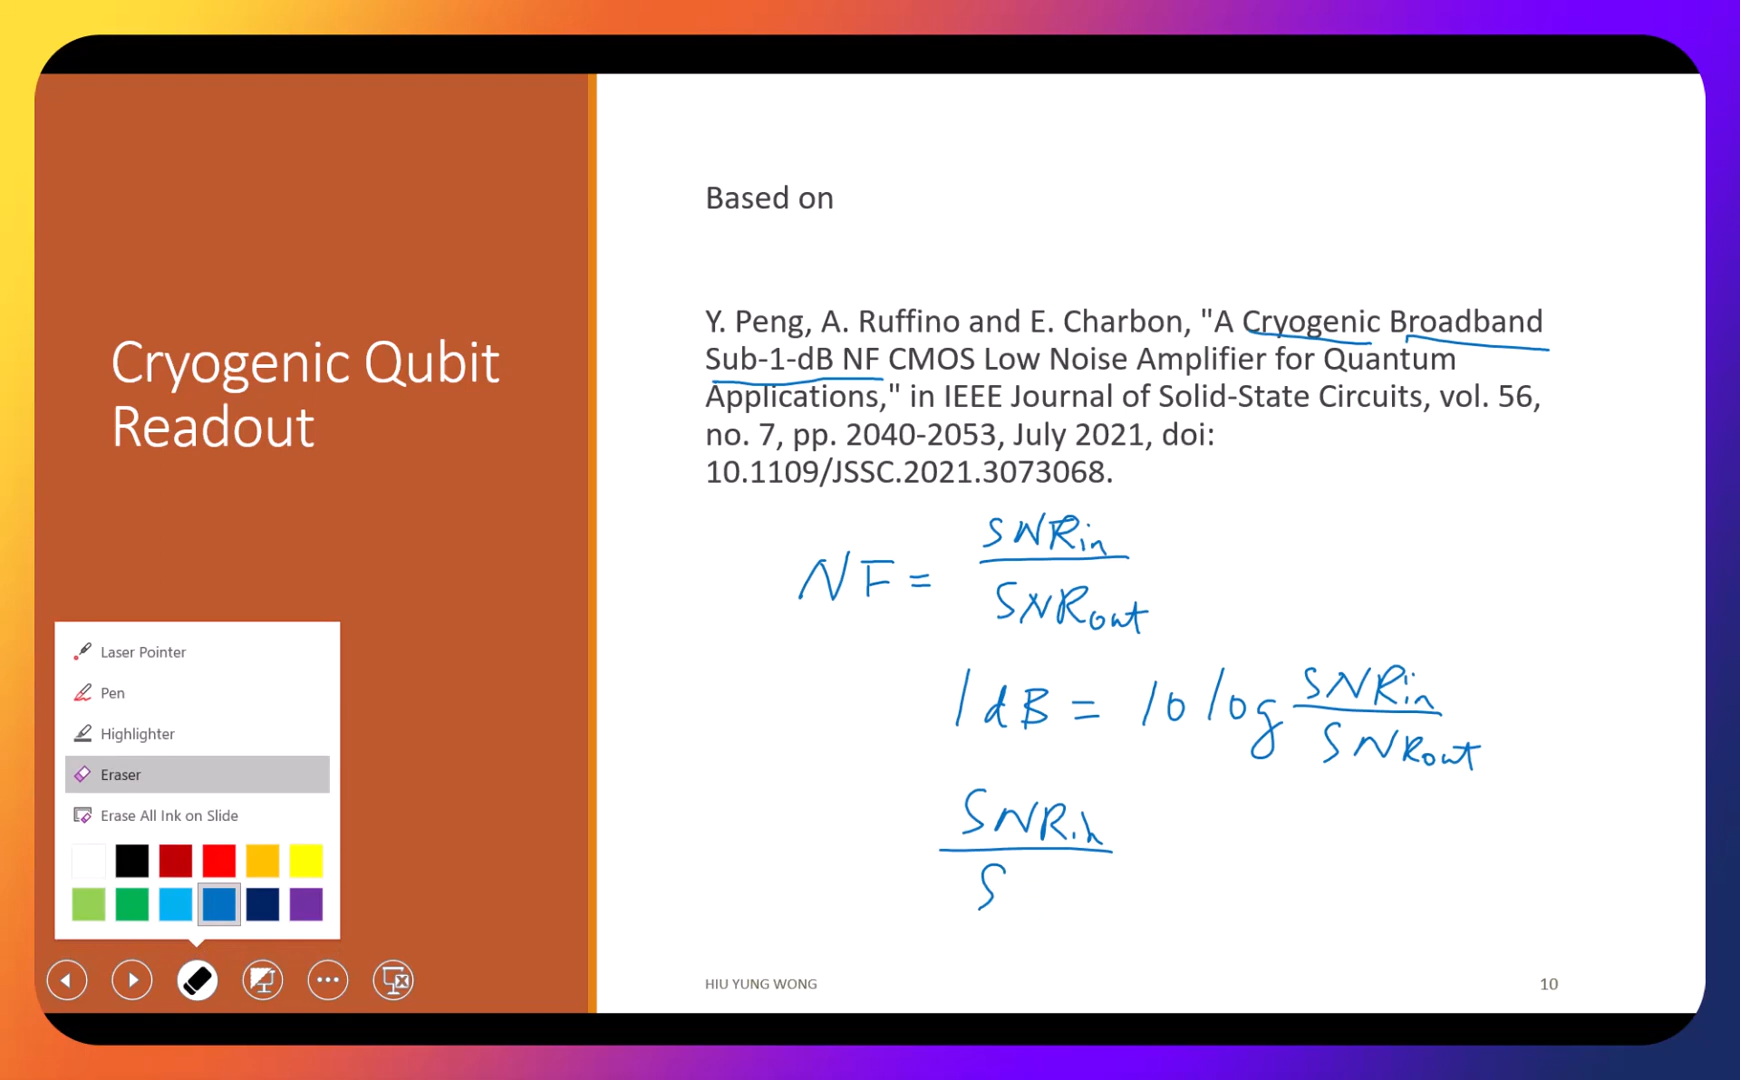 Cryogenic Qubit
Readout
Based on
Y. Peng, A. Ruffino and E. Charbon, "A Cryogenic Broadband
Sub-1-dB NF CMOS Low Noise Amplifier for Quantum
Applications," in IEEE Journal of Solid-State Circuits, vol. 56,
no. 7, pp. 2040-2053, July 2021, doi:
10.1109/JSSC.2021.3073068.
NF = SNRin / SNRout
1 dB = 10 log SNRin / SNRout
SNRin / S
Laser Pointer
Pen
Highlighter
Eraser
Erase All Ink on Slide
HIU YUNG WONG
10